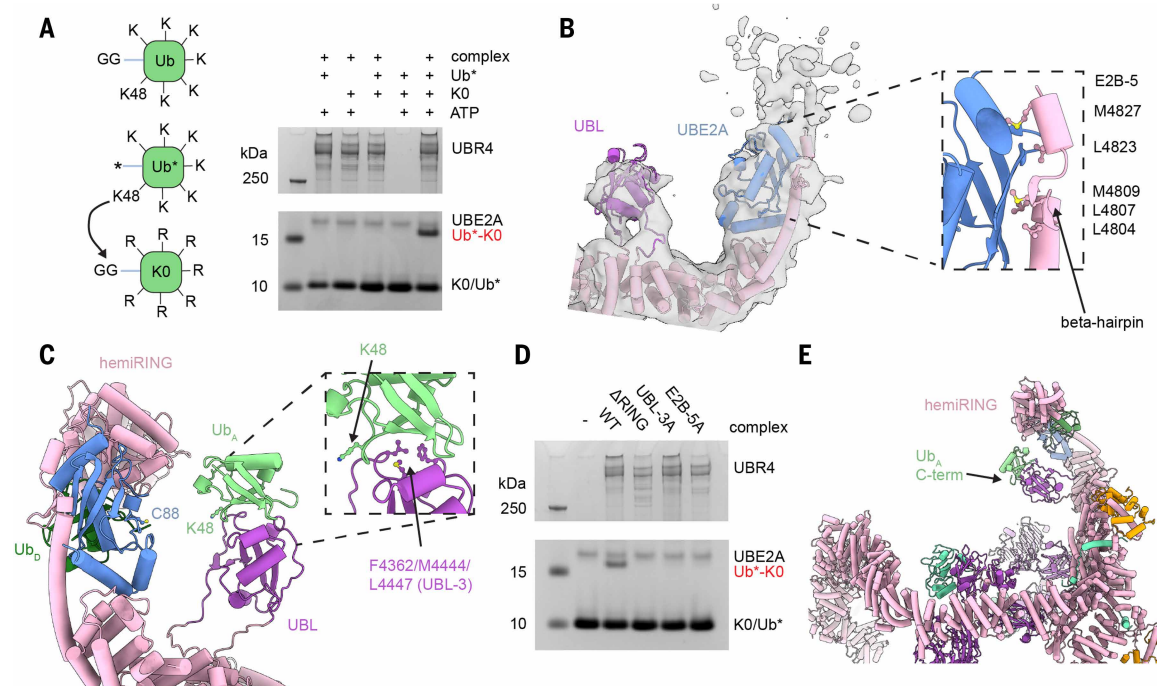 A
K
K
K
GG
Ub
K
K48
K
K
K
K
K
*
Ub*
K
K48
K
K
R
R
R
GG
K0
R
R
R
R
+ + + + complex
+ + + + Ub*
+ + + + K0
+ + + + ATP
kDa
250
UBR4
15
10
UBE2A
Ub*-K0
K0/Ub*
B
UBL
UBE2A
E2B-5
M4827
L4823
M4809
L4807
L4804
beta-hairpin
C
hemiRING
UbA
K48
C88
UbD
UBL
K48
F4362/M4444/
L4447 (UBL-3)
D
- WT ΔRING UBL-3A E2B-5A complex
kDa
250
UBR4
15
10
UBE2A
Ub*-K0
K0/Ub*
E
hemiRING
UbA
C-term